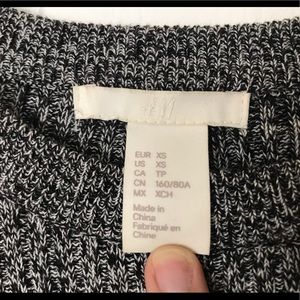 H&M
EUR XS
US XS
CA TP
CN 160/80A
MX XCH
Made in
China
Fabriqué en
Chine